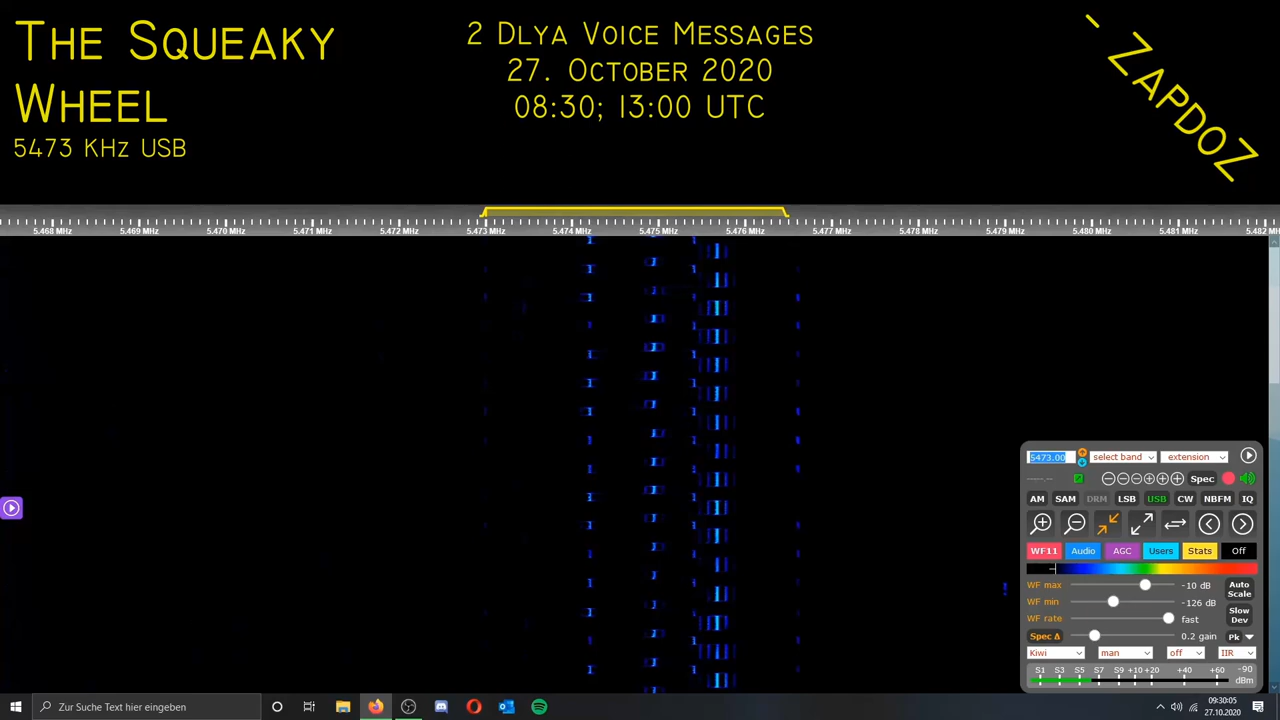 The Squeaky
Wheel
5473 KHz USB
2 Dlya Voice Messages
27. October 2020
08:30; 13:00 UTC
` ZAPDOZ
5.468 MHz 5.469 MHz 5.470 MHz 5.471 MHz 5.472 MHz 5.473 MHz 5.474 MHz 5.475 MHz 5.476 MHz 5.477 MHz 5.478 MHz 5.479 MHz 5.480 MHz 5.481 MHz 5.482 MH
5473.00 select band extension
Spec
AM SAM DRM LSB USB CW NBFM IQ
WF11 Audio AGC Users Stats Off
WF max -10 dB Auto Scale
WF min -126 dB
WF rate fast Slow Dev
Spec Δ 0.2 gain Pk
Kiwi man off IIR
S1 S3 S5 S7 S9 +10 +20 +40 +60 -90
dBm
Zur Suche Text hier eingeben
09:30:05
27.10.2020